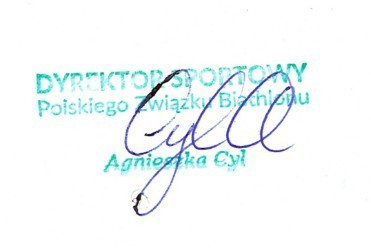 DYREKTOR SPORTOWY
Polskiego Związku Biathlonu
Agnieszka Cyl